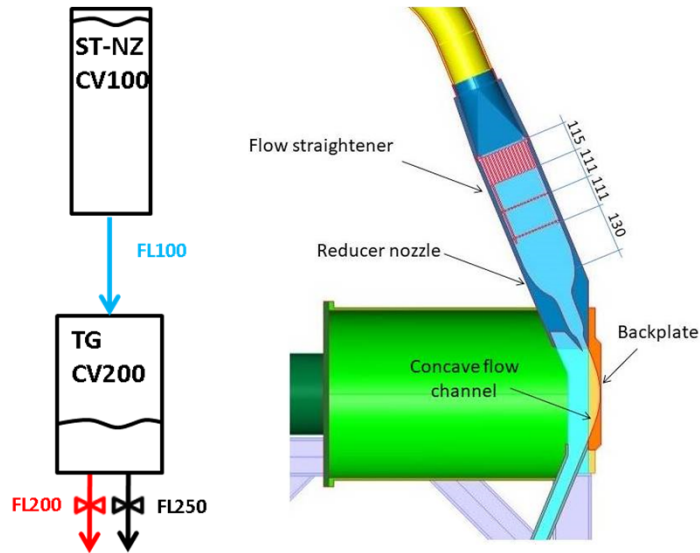 ST-NZ
CV100
FL100
TG
CV200
FL200
FL250
Flow straightener
115
111
111
130
Reducer nozzle
Backplate
Concave flow
channel